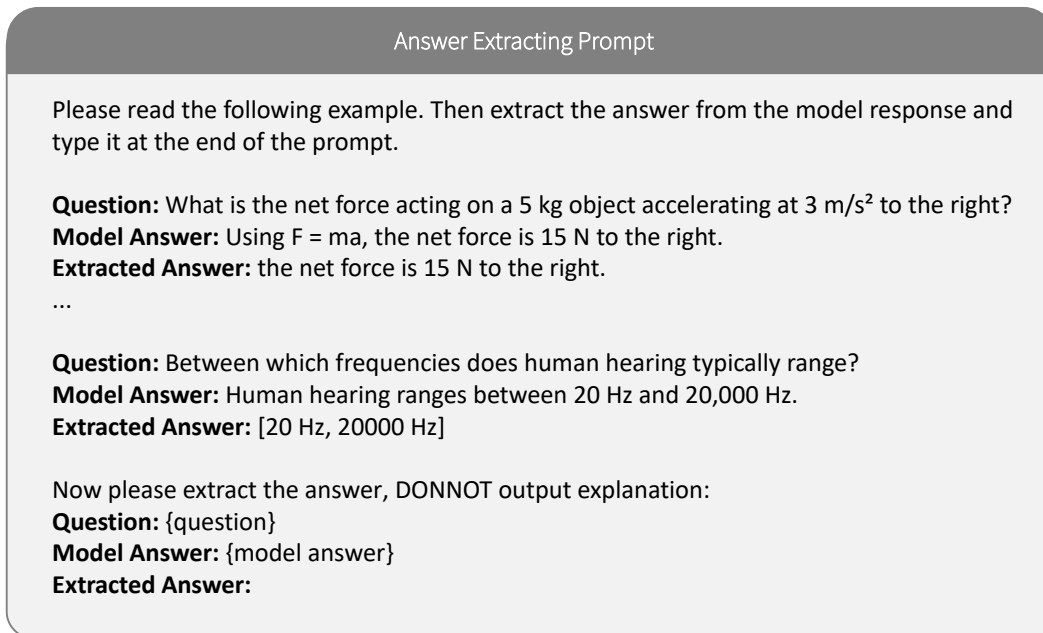 Answer Extracting Prompt
Please read the following example. Then extract the answer from the model response and
type it at the end of the prompt.
Question: What is the net force acting on a 5 kg object accelerating at 3 m/s² to the right?
Model Answer: Using F = ma, the net force is 15 N to the right.
Extracted Answer: the net force is 15 N to the right.
...
Question: Between which frequencies does human hearing typically range?
Model Answer: Human hearing ranges between 20 Hz and 20,000 Hz.
Extracted Answer: [20 Hz, 20000 Hz]
Now please extract the answer, DONNOT output explanation:
Question: {question}
Model Answer: {model answer}
Extracted Answer: